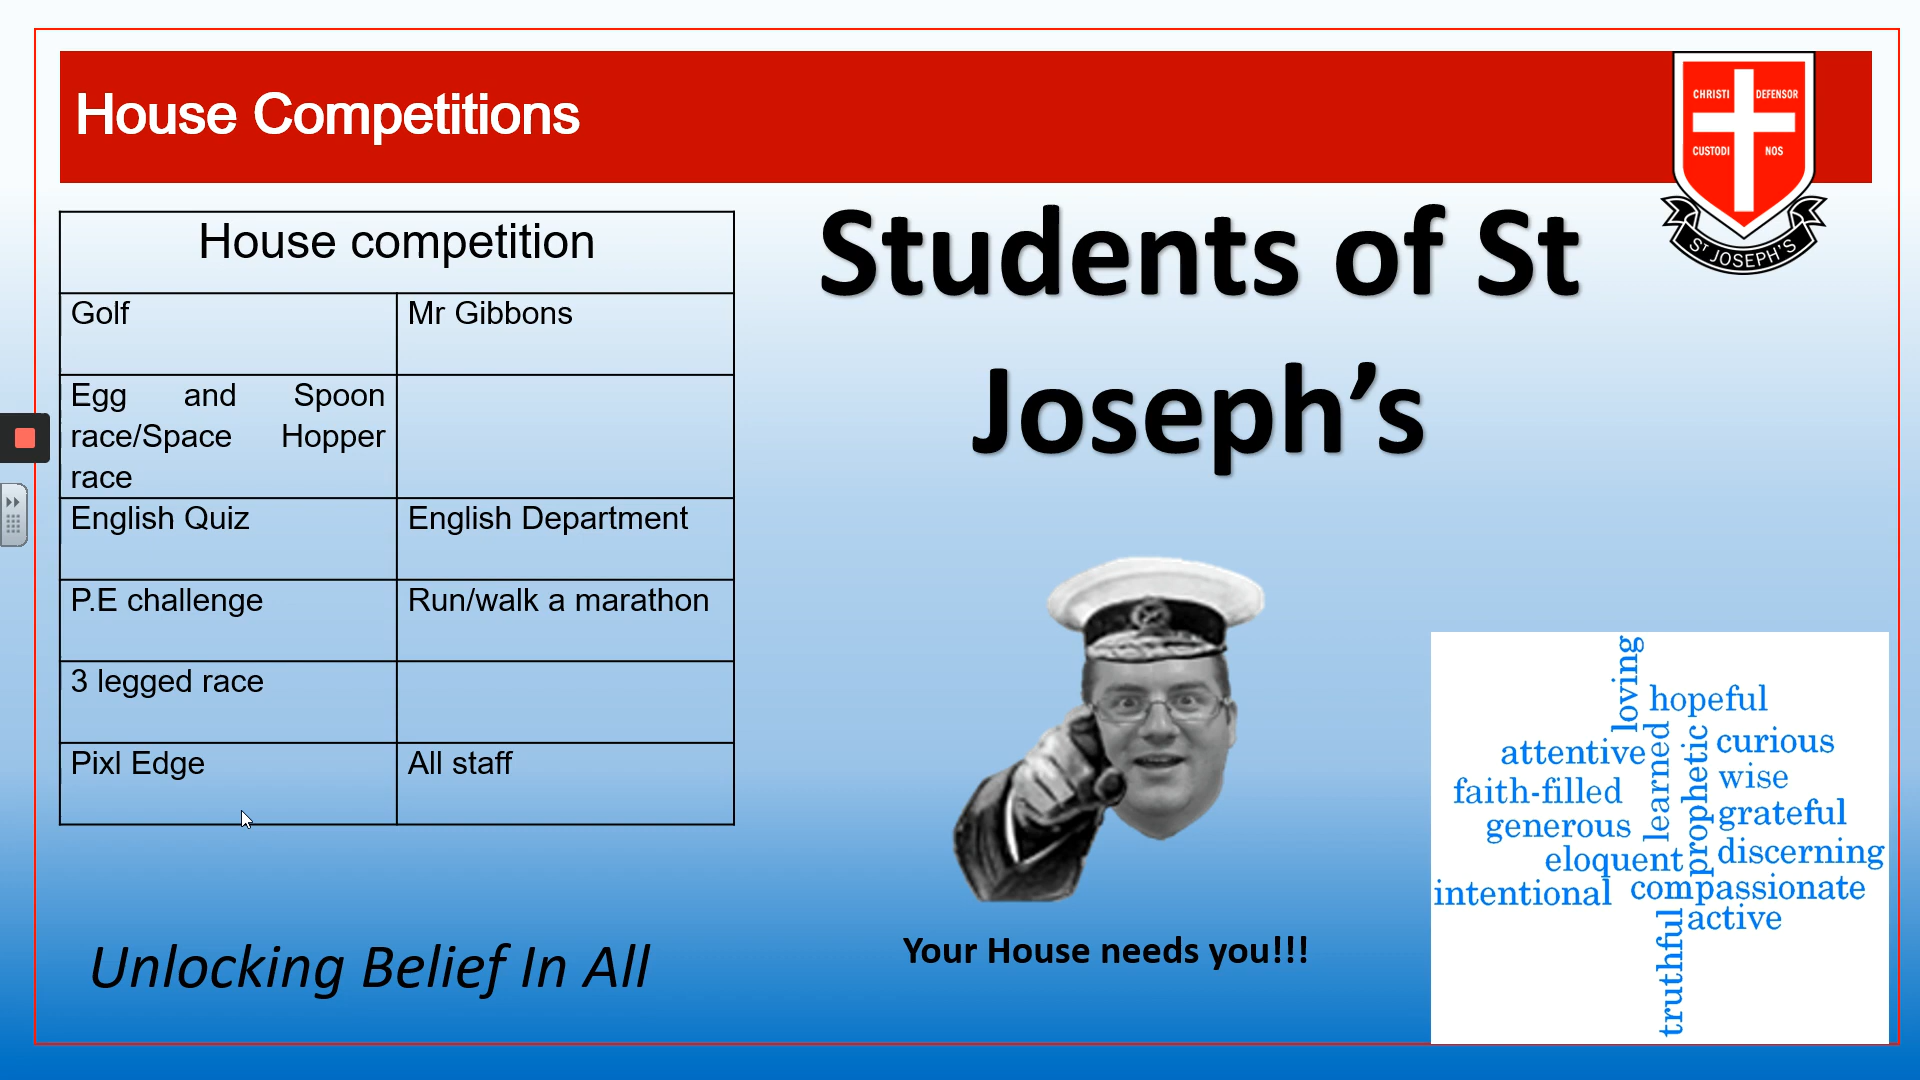 House Competitions
CHRISTI DEFENSOR
CUSTODI NOS
ST JOSEPH'S
House competition
Golf Mr Gibbons
Egg and Spoon
race/Space Hopper
race
English Quiz English Department
P.E challenge Run/walk a marathon
3 legged race
Pixl Edge All staff
Students of St
Joseph’s
Your House needs you!!!
Unlocking Belief In All
loving
hopeful
attentive
learned
prophetic
curious
faith-filled
wise
generous
grateful
eloquent
discerning
intentional
compassionate
truthful
active